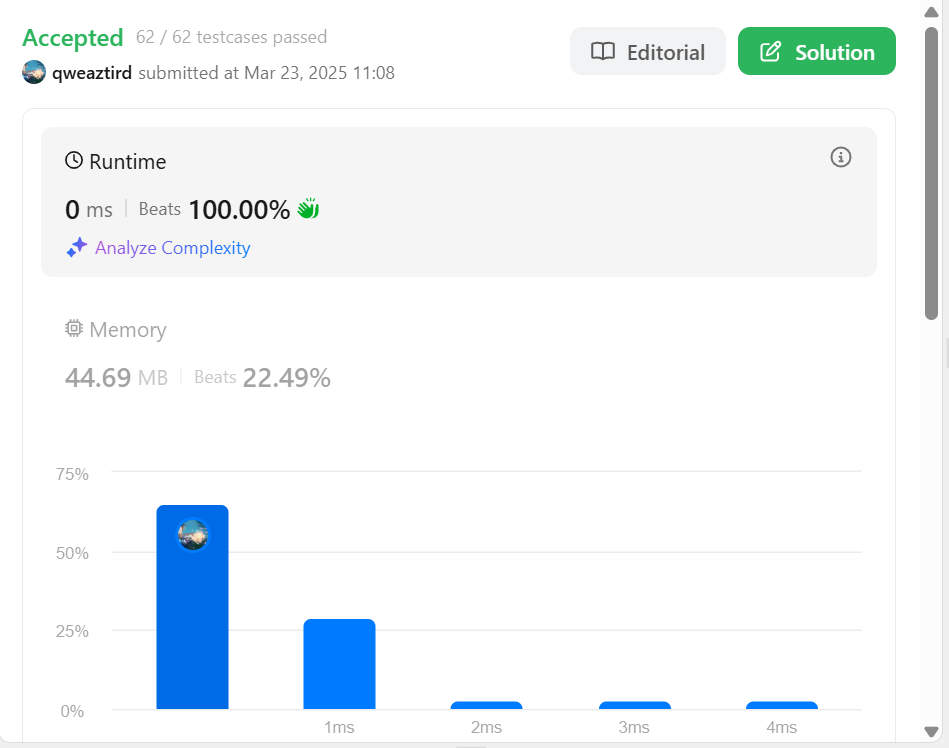 Accepted 62 / 62 testcases passed
Editorial
Solution
qweaztird submitted at Mar 23, 2025 11:08
Runtime
0 ms Beats 100.00%
Analyze Complexity
Memory
44.69 MB Beats 22.49%
75%
50%
25%
0%
1ms 2ms 3ms 4ms